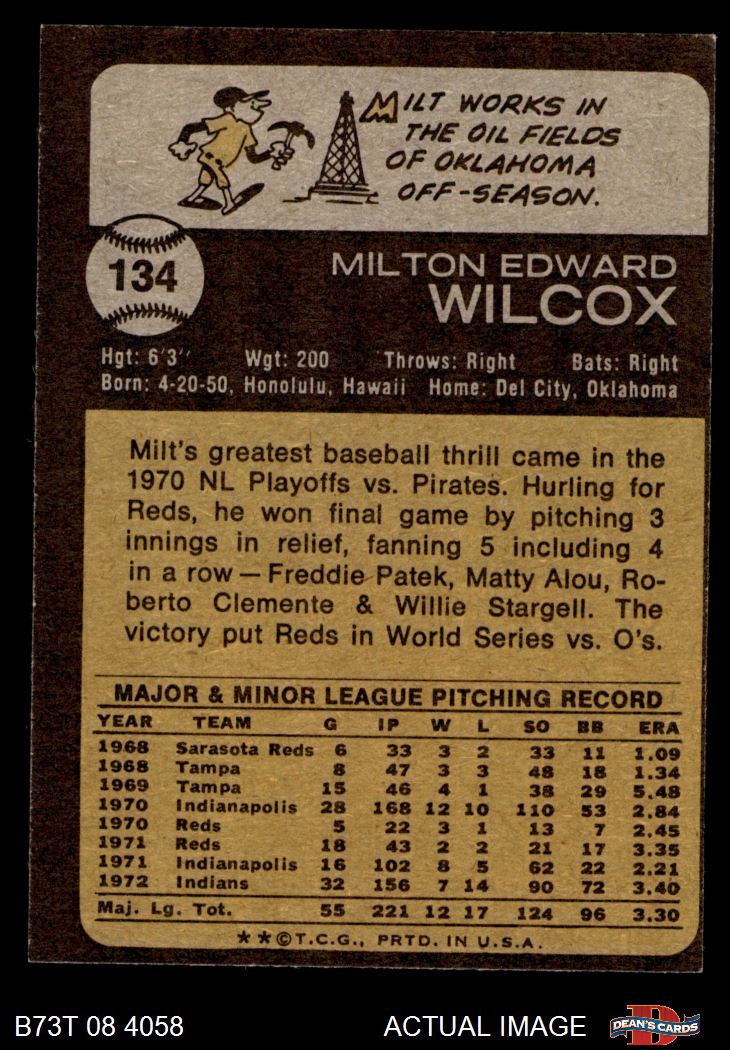 MILT WORKS IN
THE OIL FIELDS
OF OKLAHOMA
OFF-SEASON.
134
MILTON EDWARD
WILCOX
Hgt: 6'3" Wgt: 200 Throws: Right Bats: Right
Born: 4-20-50, Honolulu, Hawaii Home: Del City, Oklahoma
Milt's greatest baseball thrill came in the
1970 NL Playoffs vs. Pirates. Hurling for
Reds, he won final game by pitching 3
innings in relief, fanning 5 including 4
in a row — Freddie Patek, Matty Alou, Ro-
berto Clemente & Willie Stargell. The
victory put Reds in World Series vs. O's.
MAJOR & MINOR LEAGUE PITCHING RECORD
YEAR TEAM G IP W L SO BB ERA
1968 Sarasota Reds 6 33 3 2 33 11 1.09
1968 Tampa 8 47 3 3 48 18 1.34
1969 Tampa 15 46 4 1 38 29 5.48
1970 Indianapolis 28 168 12 10 110 53 2.84
1970 Reds 5 22 3 1 13 7 2.45
1971 Reds 18 43 2 2 21 17 3.35
1971 Indianapolis 16 102 8 5 62 22 2.21
1972 Indians 32 156 7 14 90 72 3.40
Maj. Lg. Tot. 55 221 12 17 124 96 3.30
**©T.C.G., PRTD. IN U.S.A.
B73T 08 4058 ACTUAL IMAGE DEAN'S CARDS